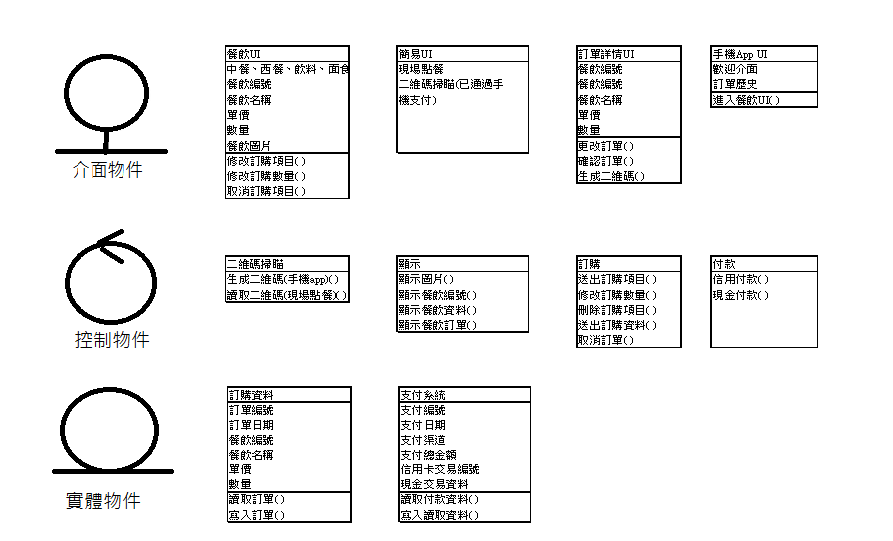 餐飲UI
中餐、西餐、飲料、面食
餐飲編號
餐飲名稱
單價
數量
餐飲圖片
修改訂購項目()
修改訂購數量()
取消訂購項目()
簡易UI
現場點餐
二維碼掃瞄(已通過手
機支付)
訂單詳情UI
餐飲編號
餐飲編號
餐飲名稱
單價
數量
更改訂單()
確認訂單()
生成二維碼()
手機App UI
歡迎介面
訂單歷史
進入餐飲UI()
介面物件
二維碼掃瞄
生成二維碼(手機app)()
讀取二維碼(現場點餐)()
顯示
顯示圖片()
顯示餐飲編號()
顯示餐飲資料()
顯示餐飲訂單()
訂購
送出訂購項目()
修改訂購數量()
刪除訂購項目()
送出訂購資料()
取消訂單()
付款
信用付款()
現金付款()
控制物件
訂購資料
訂單編號
訂單日期
餐飲編號
餐飲名稱
單價
數量
讀取訂單()
寫入訂單()
支付系統
支付編號
支付日期
支付渠道
支付總金額
信用卡交易編號
現金交易資料
讀取付款資料()
寫入讀取資料()
實體物件